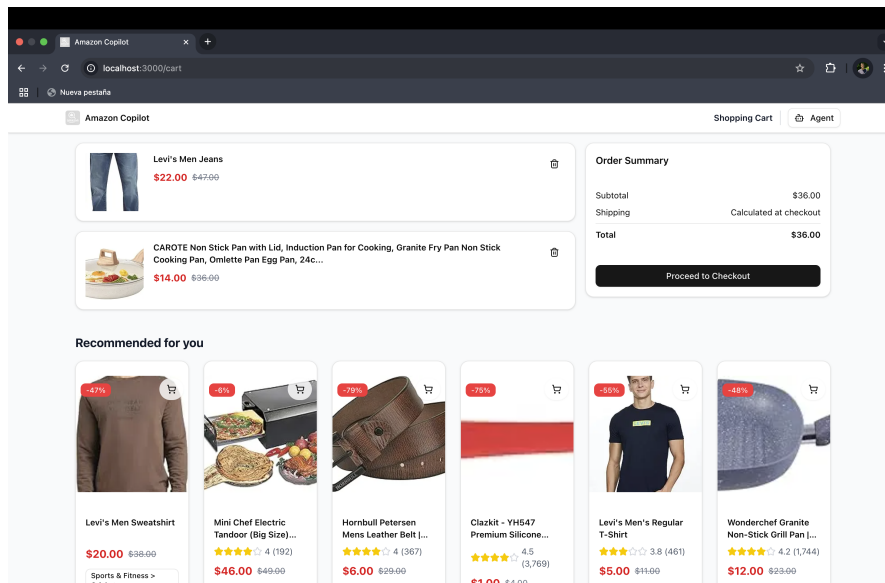 Amazon Copilot
localhost:3000/cart
Nueva pestaña
Amazon Copilot
Shopping Cart
Agent
Levi's Men Jeans
$22.00 $47.00
CAROTE Non Stick Pan with Lid, Induction Pan for Cooking, Granite Fry Pan Non Stick
Cooking Pan, Omlette Pan Egg Pan, 24c...
$14.00 $36.00
Order Summary
Subtotal $36.00
Shipping Calculated at checkout
Total $36.00
Proceed to Checkout
Recommended for you
-47%
Levi's Men Sweatshirt
$20.00 $38.00
Sports & Fitness >
-6%
Mini Chef Electric
Tandoor (Big Size)...
4 (192)
$46.00 $49.00
-79%
Hornbull Petersen
Mens Leather Belt |...
4 (367)
$6.00 $29.00
-75%
Clazkit - YH547
Premium Silicone...
4.5
(3,769)
$1.00 $4.00
-55%
Levi's Men's Regular
T-Shirt
3.8 (461)
$5.00 $11.00
-48%
Wonderchef Granite
Non-Stick Grill Pan |...
4.2 (1,744)
$12.00 $23.00